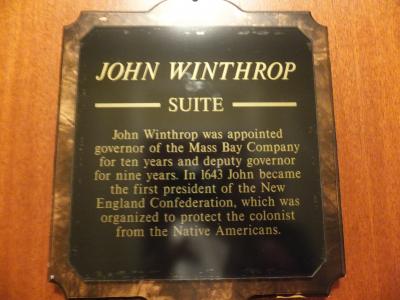 JOHN WINTHROP
SUITE
John Winthrop was appointed
governor of the Mass Bay Company
for ten years and deputy governor
for nine years. In 1643 John became
the first president of the New
England Confederation, which was
organized to protect the colonist
from the Native Americans.